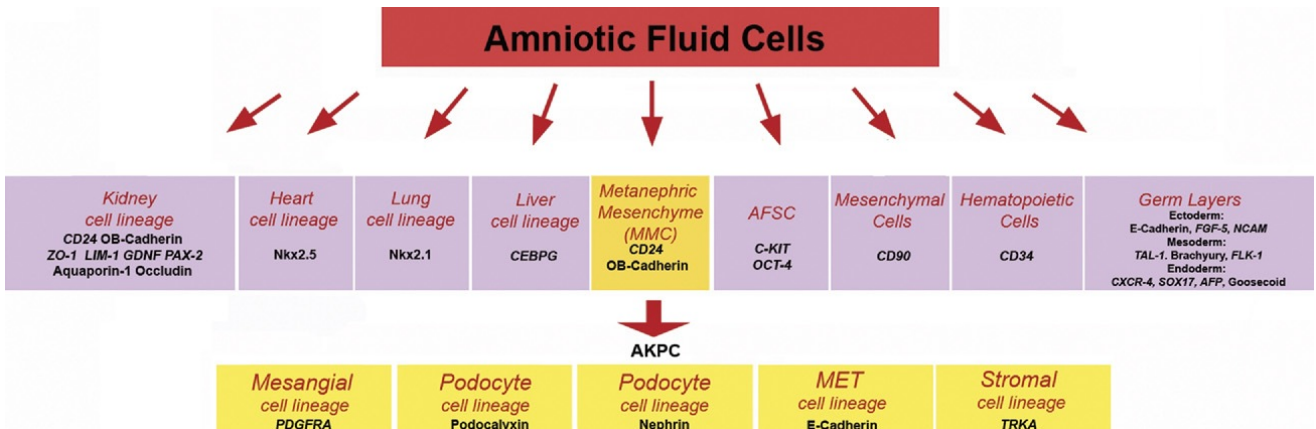 Amniotic Fluid Cells
Kidney
cell lineage
CD24 OB-Cadherin
ZO-1 LIM-1 GDNF PAX-2
Aquaporin-1 Occludin
Heart
cell lineage
Nkx2.5
Lung
cell lineage
Nkx2.1
Liver
cell lineage
CEBPG
Metanephric
Mesenchyme
(MMC)
CD24
OB-Cadherin
AFSC
C-KIT
OCT-4
Mesenchymal
Cells
CD90
Hematopoietic
Cells
CD34
Germ Layers
Ectoderm:
E-Cadherin, FGF-5, NCAM
Mesoderm:
TAL-1. Brachyury, FLK-1
Endoderm:
CXCR-4, SOX17, AFP, Goosecoid
AKPC
Mesangial
cell lineage
PDGFRA
Podocyte
cell lineage
Podocalyxin
Podocyte
cell lineage
Nephrin
MET
cell lineage
E-Cadherin
Stromal
cell lineage
TRKA